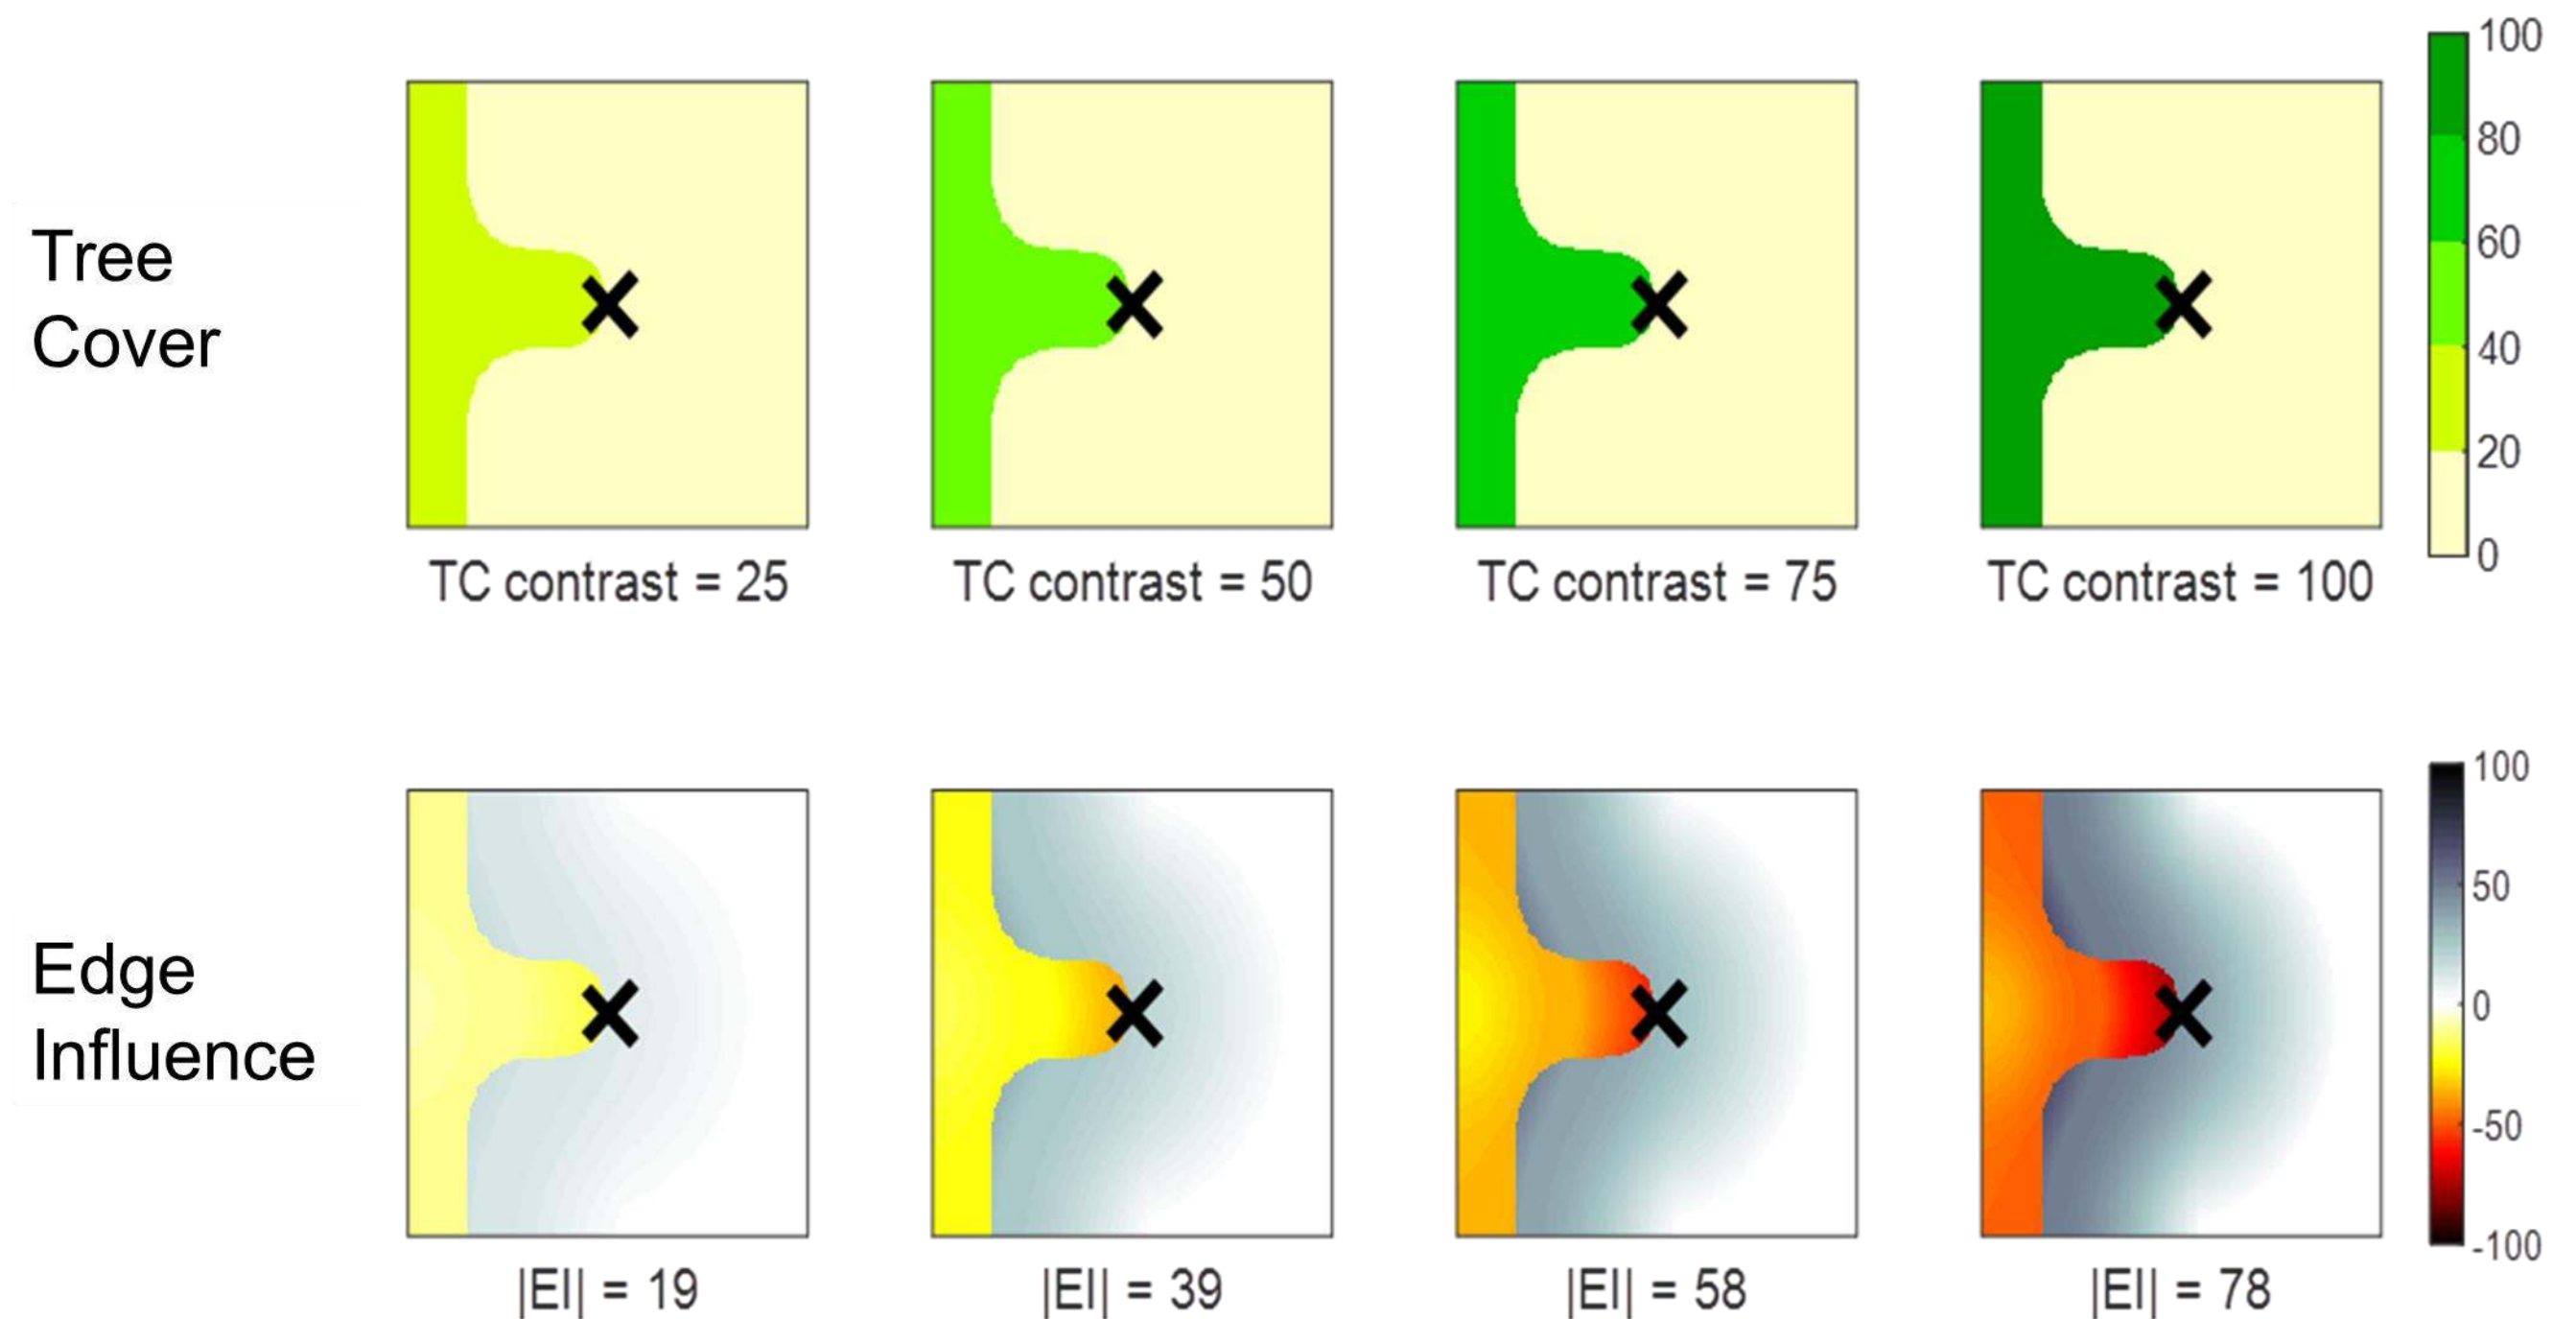 Tree
Cover
TC contrast = 25
TC contrast = 50
TC contrast = 75
TC contrast = 100
100
80
60
40
20
0
Edge
Influence
|EI| = 19
|EI| = 39
|EI| = 58
|EI| = 78
100
50
0
-50
-100